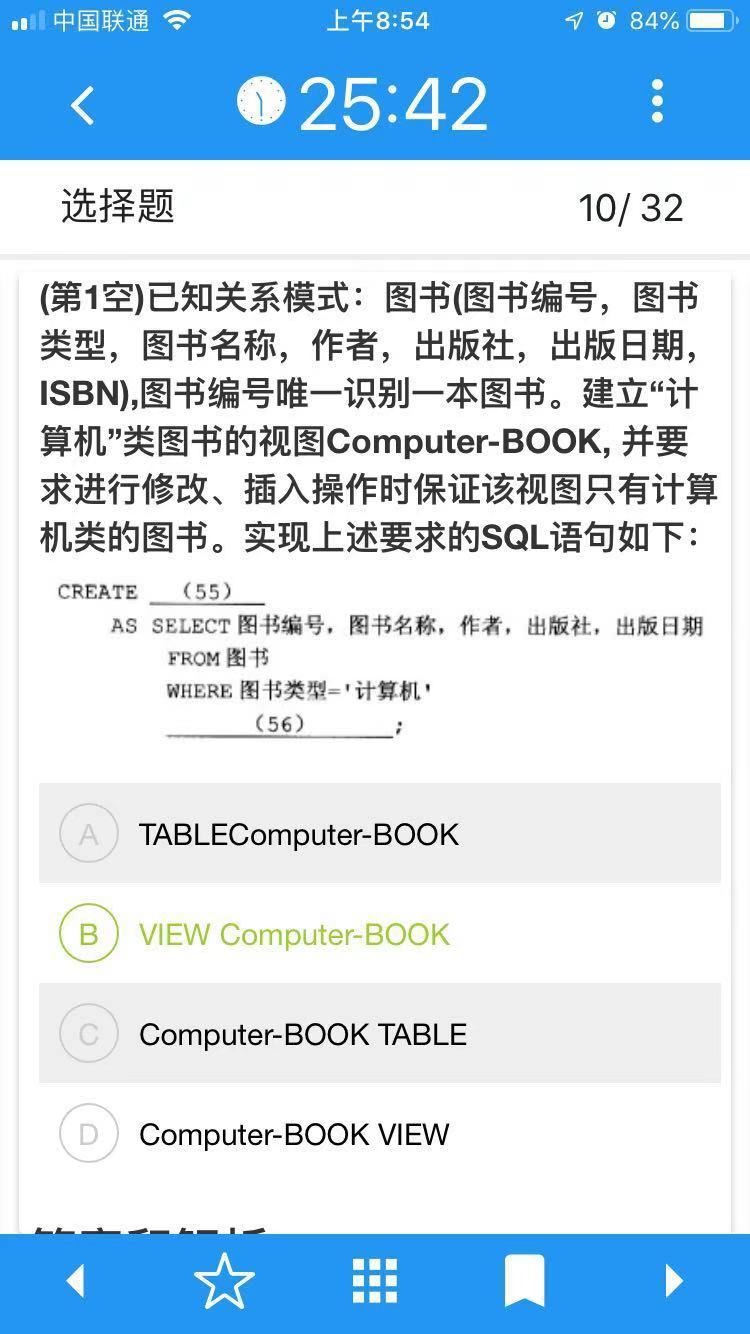 中国联通 上午8:54 84%
25:42
选择题 10/ 32
(第1空)已知关系模式：图书(图书编号，图书
类型，图书名称，作者，出版社，出版日期，
ISBN),图书编号唯一识别一本图书。建立“计
算机”类图书的视图Computer-BOOK, 并要
求进行修改、插入操作时保证该视图只有计算
机类的图书。实现上述要求的SQL语句如下：
CREATE （55）
AS SELECT 图书编号，图书名称，作者，出版社，出版日期
FROM 图书
WHERE 图书类型='计算机'
（56） ;
A TABLEComputer-BOOK
B VIEW Computer-BOOK
C Computer-BOOK TABLE
D Computer-BOOK VIEW